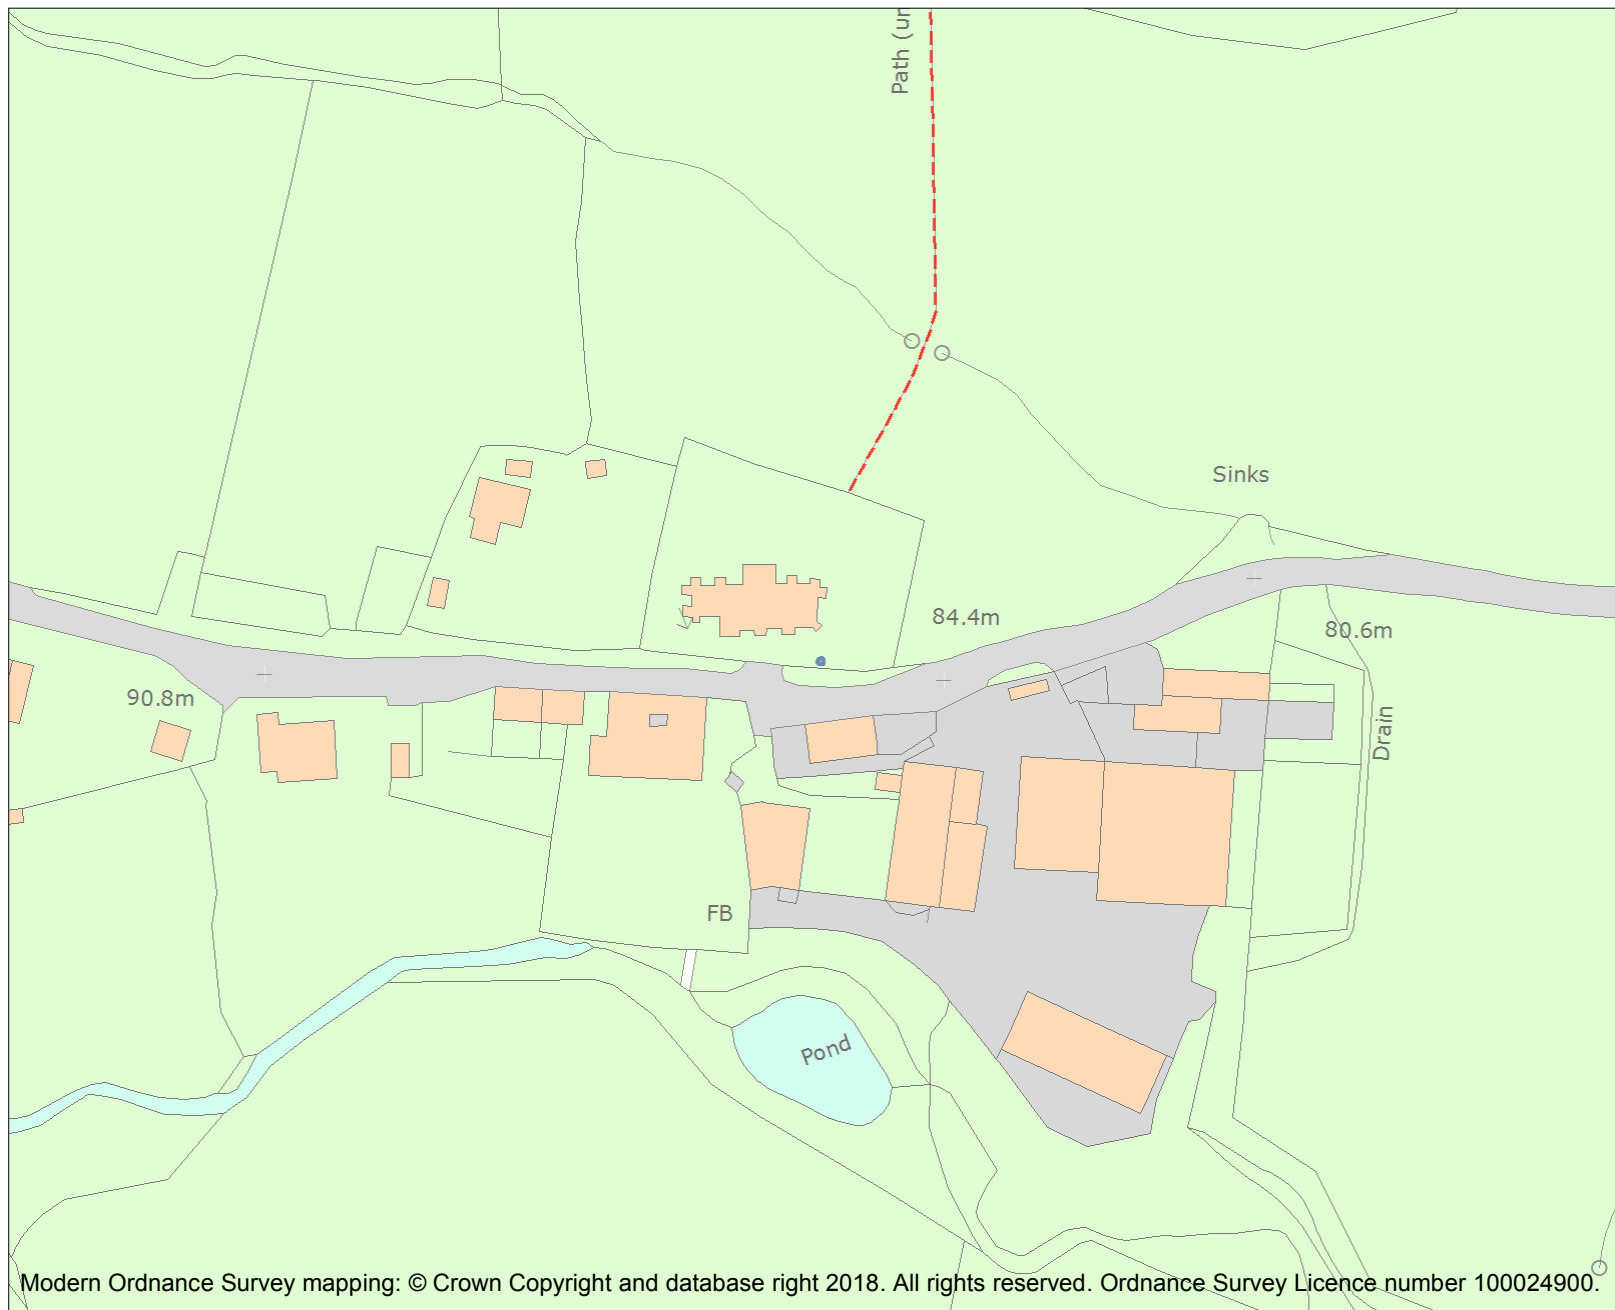 Path (ur
Sinks
84.4m
80.6m
90.8m
Drain
FB
Pond
Modern Ordnance Survey mapping: © Crown Copyright and database right 2018. All rights reserved. Ordnance Survey Licence number 100024900.